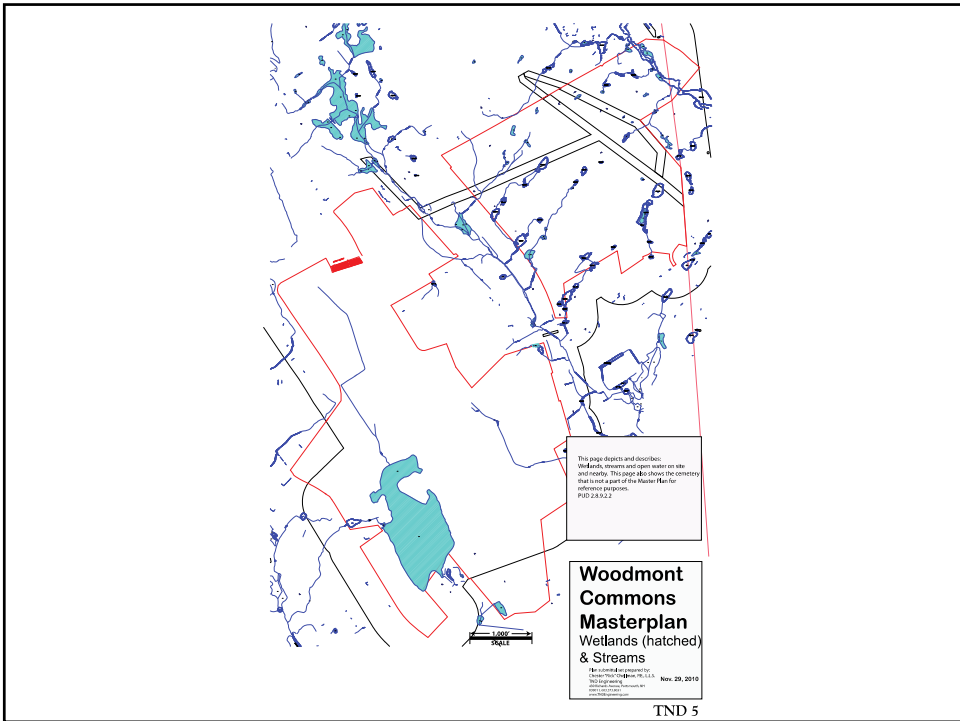 This page depicts and describes:
Wetlands, streams and open water on site
and nearby. This page also shows the cemetery
that is not a part of the Master Plan for
reference purposes.
PUD 2.8.9.2.2
1,000'
SCALE
Woodmont
Commons
Masterplan
Wetlands (hatched)
& Streams
Plan submittal set prepared by:
TND Engineering
Nov. 29, 2010
www.TNDEngineering.com
TND 5